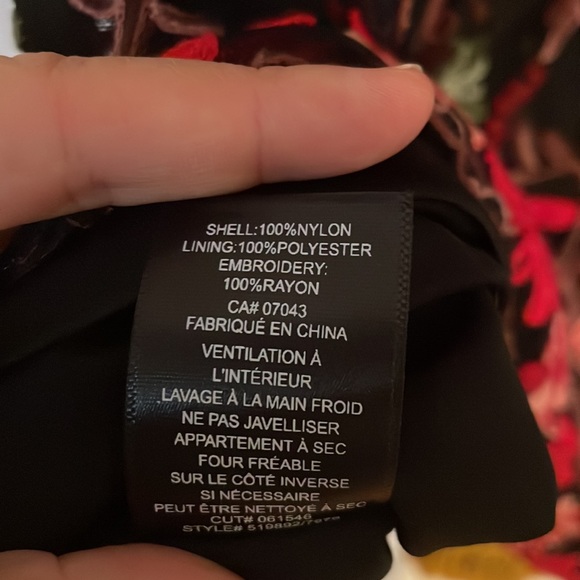 SHELL:100%NYLON
LINING:100%POLYESTER
EMBROIDERY:
100%RAYON
CA# 07043
FABRIQUÉ EN CHINA
VENTILATION À
L'INTÉRIEUR
LAVAGE À LA MAIN FROID
NE PAS JAVELLISER
APPARTEMENT À SEC
FOUR FRÉABLE
SUR LE CÔTÉ INVERSE
SI NÉCESSAIRE
PEUT ÊTRE NETTOYÉ À SEC
CUT# 061546
STYLE#